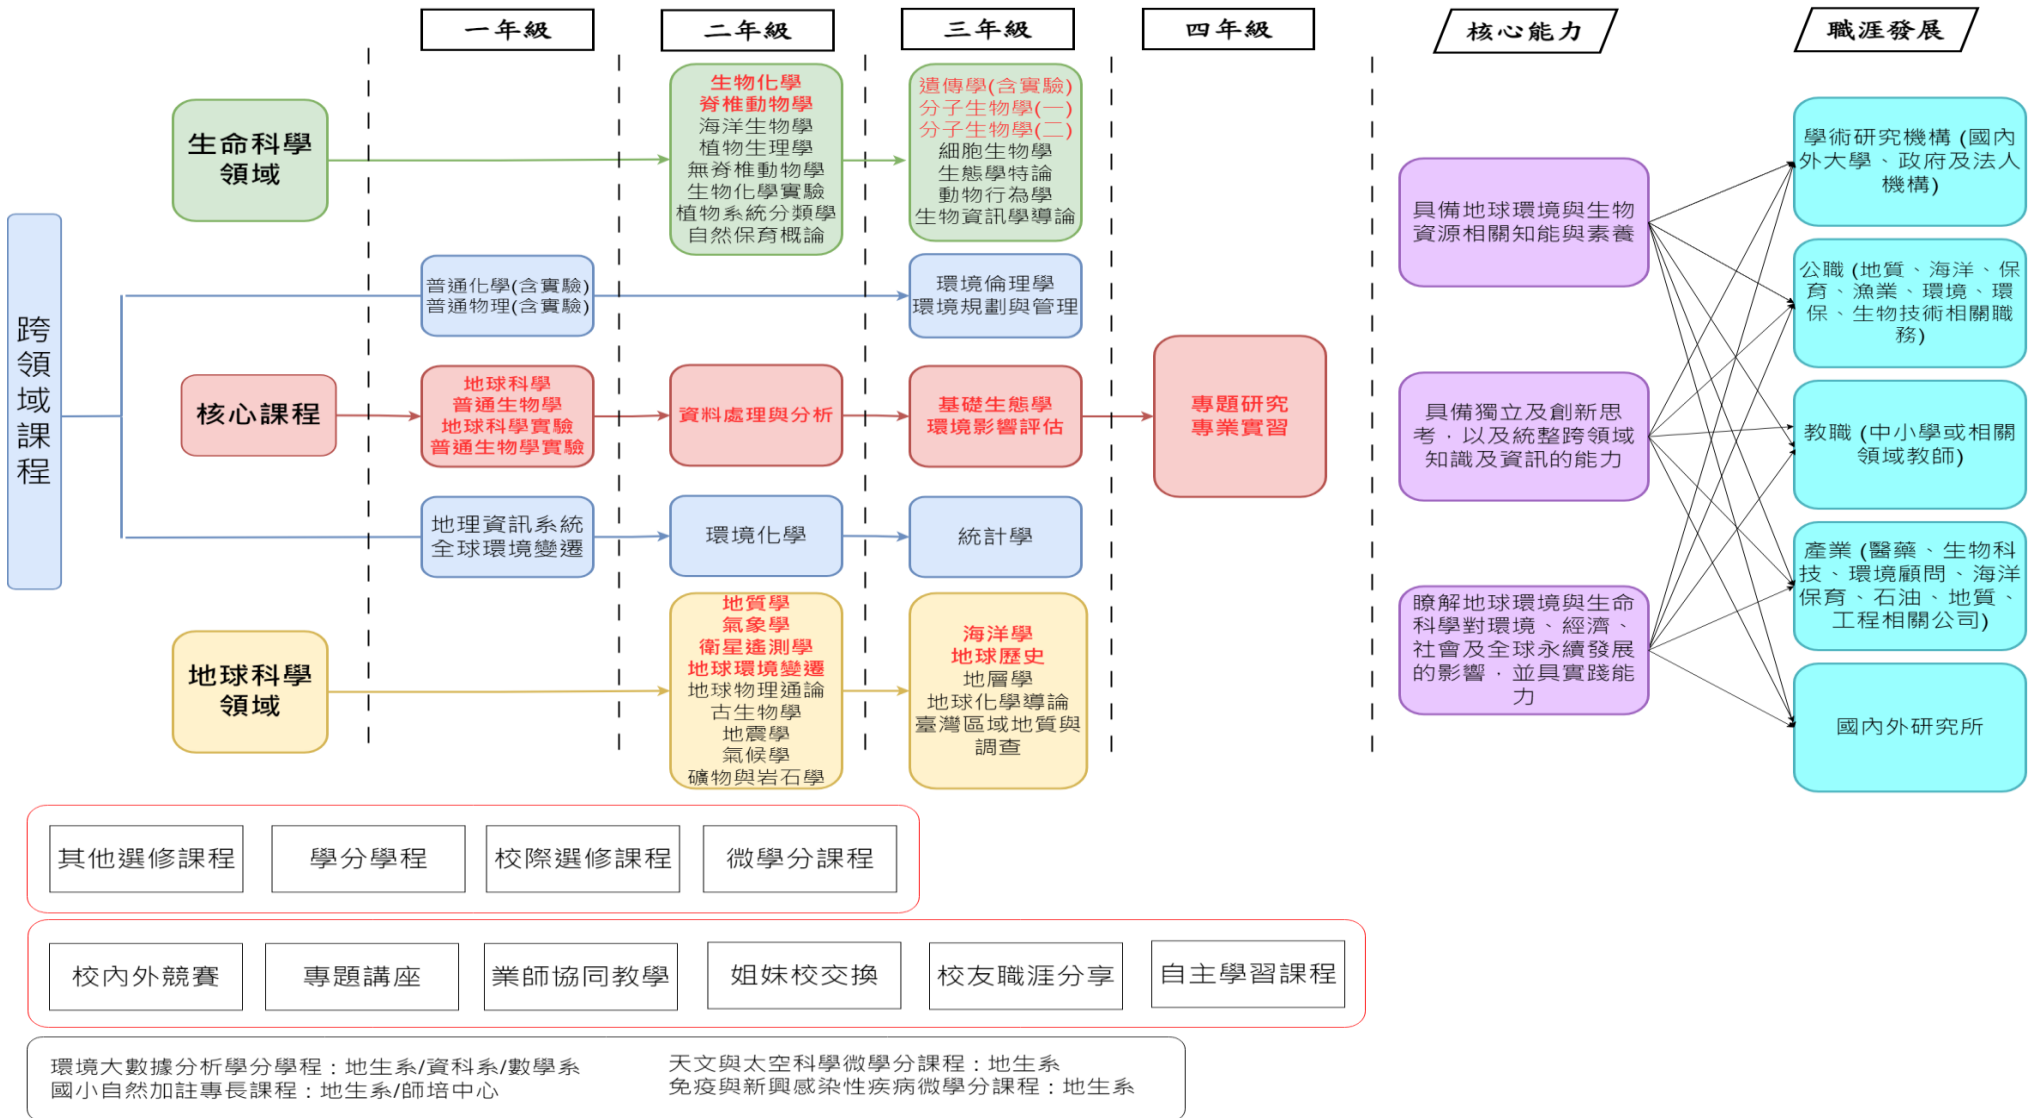 一年級
二年級
三年級
四年級
核心能力
職涯發展
跨領域課程
生命科學
領域
生物化學
脊椎動物學
海洋生物學
植物生理學
無脊椎動物學
生物化學實驗
植物系統分類學
自然保育概論
遺傳學(含實驗)
分子生物學(一)
分子生物學(二)
細胞生物學
生態學特論
動物行為學
生物資訊學導論
普通化學(含實驗)
普通物理(含實驗)
環境倫理學
環境規劃與管理
核心課程
地球科學
普通生物學
地球科學實驗
普通生物學實驗
資料處理與分析
基礎生態學
環境影響評估
專題研究
專業實習
地理資訊系統
全球環境變遷
環境化學
統計學
地球科學
領域
地質學
氣象學
衛星遙測學
地球環境變遷
地球物理通論
古生物學
地震學
氣候學
礦物與岩石學
海洋學
地球歷史
地層學
地球化學導論
臺灣區域地質與
調查
具備地球環境與生物
資源相關知能與素養
具備獨立及創新思
考，以及統整跨領域
知識及資訊的能力
瞭解地球環境與生命
科學對環境、經濟、
社會及全球永續發展
的影響，並具實踐能
力
學術研究機構 (國內
外大學、政府及法人
機構)
公職 (地質、海洋、保
育、漁業、環境、環
保、生物技術相關職
務)
教職 (中小學或相關
領域教師)
產業 (醫藥、生物科
技、環境顧問、海洋
保育、石油、地質、
工程相關公司)
國內外研究所
其他選修課程
學分學程
校際選修課程
微學分課程
校內外競賽
專題講座
業師協同教學
姐妹校交換
校友職涯分享
自主學習課程
環境大數據分析學分學程：地生系/資科系/數學系
國小自然加註專長課程：地生系/師培中心
天文與太空科學微學分課程：地生系
免疫與新興感染性疾病微學分課程：地生系